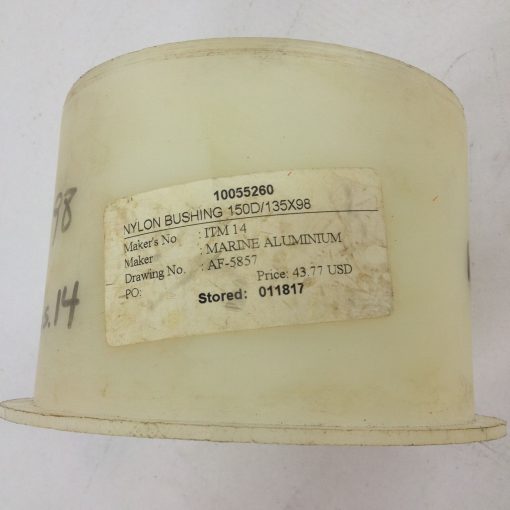 10055260
NYLON BUSHING 150D/135X98
Maker's No : ITM 14
Maker : MARINE ALUMINIUM
Drawing No. : AF-5857
Price: 43.77 USD
PO:
Stored: 011817
98
s.14